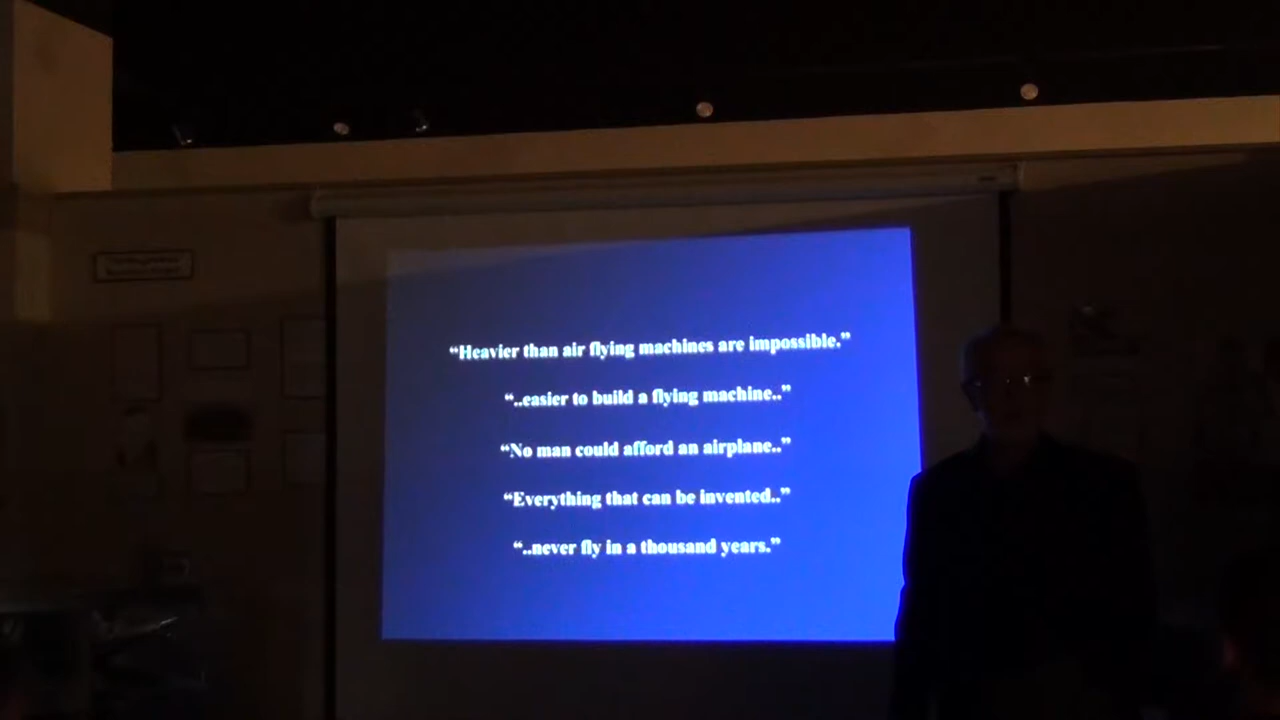 “Heavier than air flying machines are impossible.”
“..easier to build a flying machine..”
“No man could afford an airplane..”
“Everything that can be invented..”
“..never fly in a thousand years.”